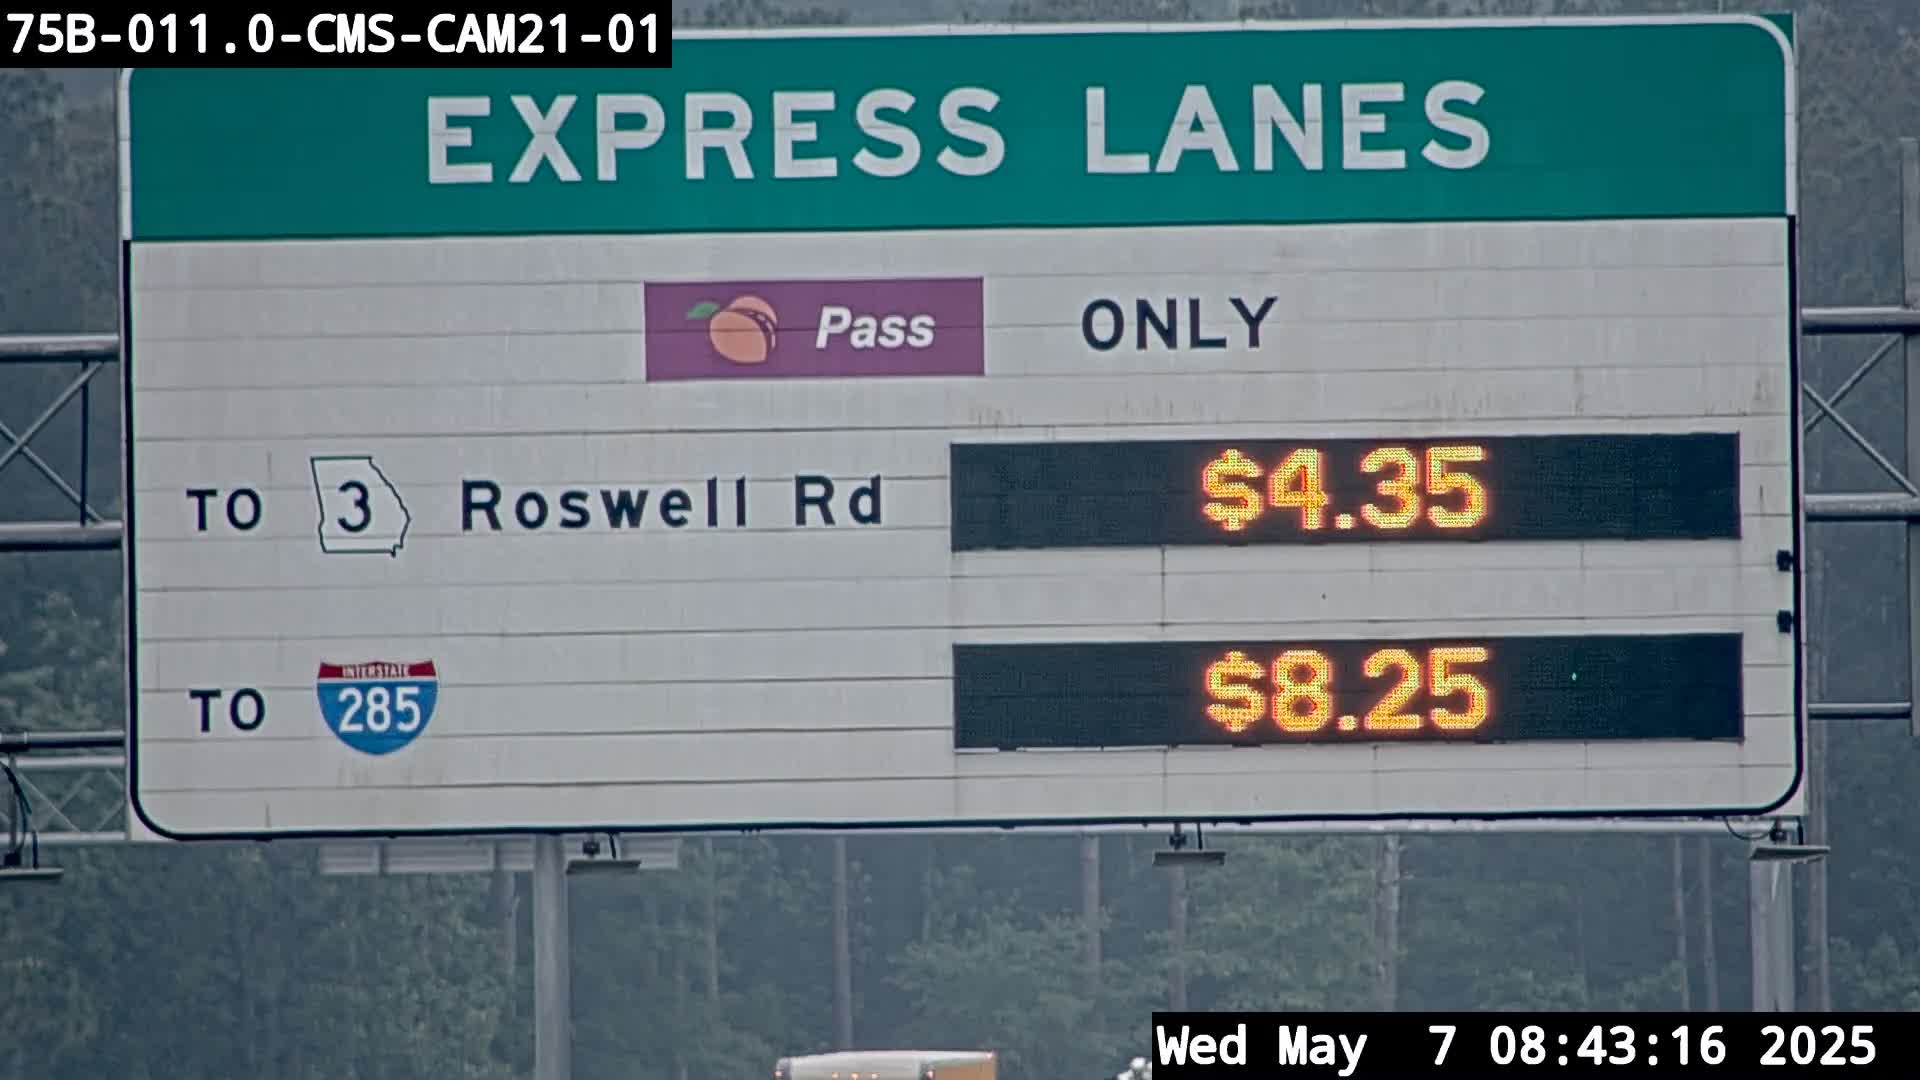 75B-011.0-CMS-CAM21-01
EXPRESS LANES
Pass ONLY
TO 3 Roswell Rd $4.35
INTERSTATE
TO 285 $8.25
Wed May 7 08:43:16 2025